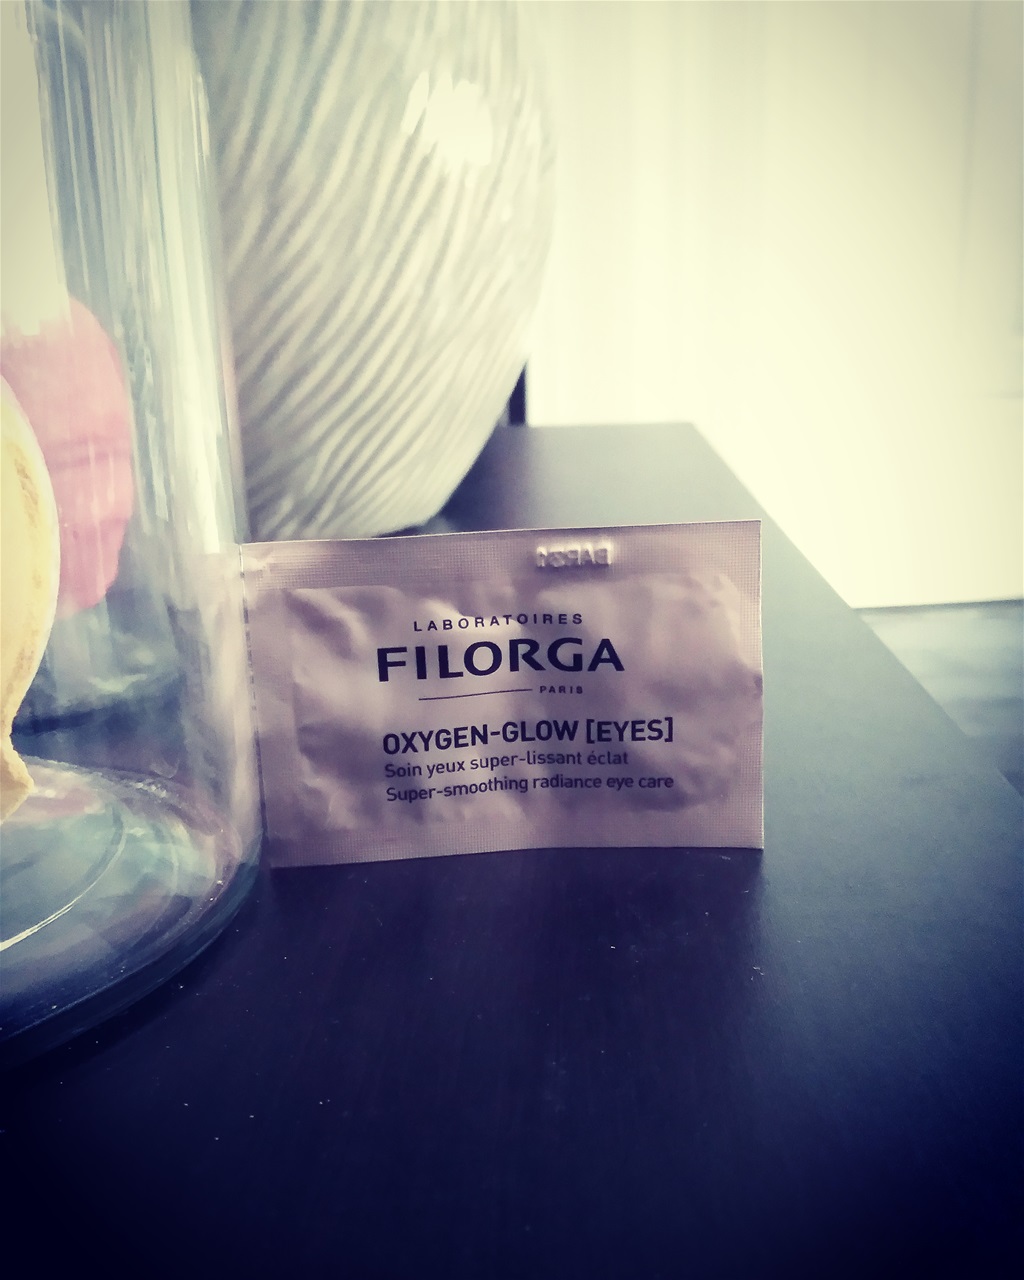 LABORATOIRES
FILORGA
PARIS
OXYGEN-GLOW [EYES]
Soin yeux super-lissant éclat
Super-smoothing radiance eye care